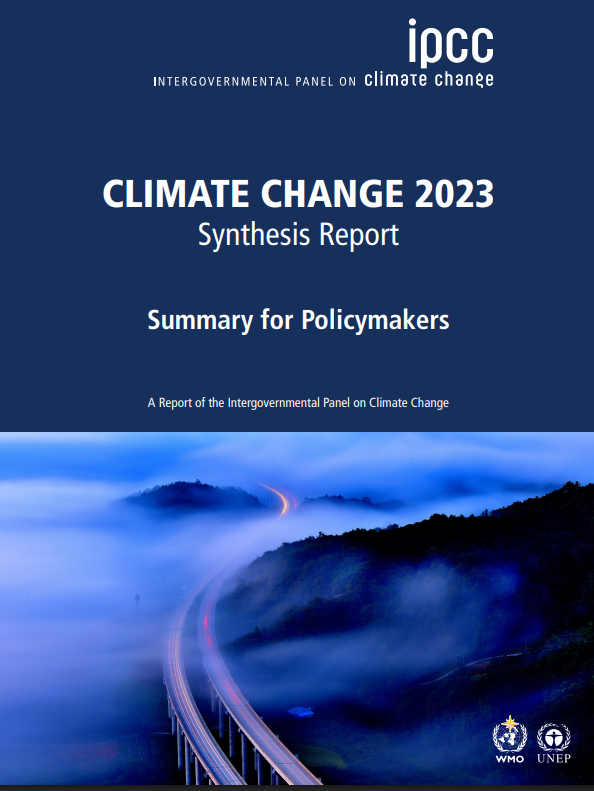 ipcc
INTERGOVERNMENTAL PANEL ON climate change
CLIMATE CHANGE 2023
Synthesis Report
Summary for Policymakers
A Report of the Intergovernmental Panel on Climate Change
WMO UNEP